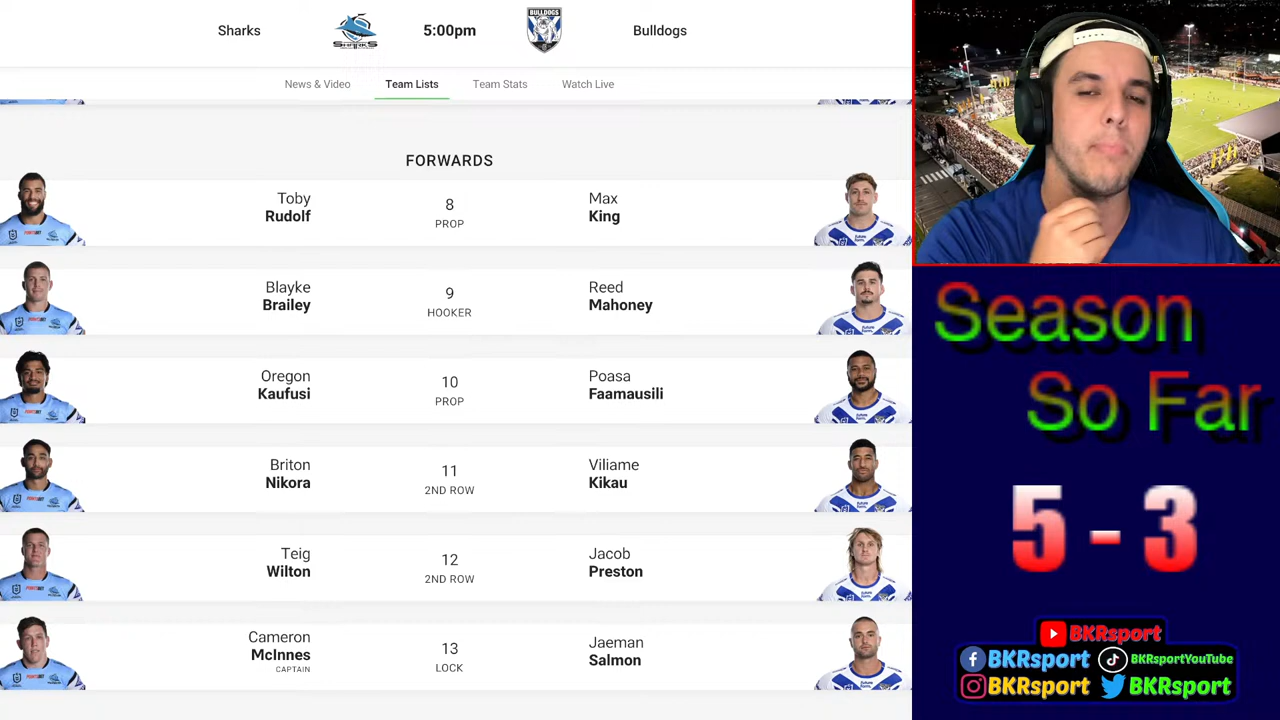 Sharks
SHARKS
5:00pm
BULLDOGS
Bulldogs
News & Video
Team Lists
Team Stats
Watch Live
FORWARDS
Toby
Rudolf
8
PROP
Max
King
Blayke
Brailey
9
HOOKER
Reed
Mahoney
Oregon
Kaufusi
10
PROP
Poasa
Faamausili
Briton
Nikora
11
2ND ROW
Viliame
Kikau
Teig
Wilton
12
2ND ROW
Jacob
Preston
Cameron
McInnes
CAPTAIN
13
LOCK
Jaeman
Salmon
Season
So Far
5 - 3
BKRsport
BKRsport
BKRsportYouTube
BKRsport
BKRsport